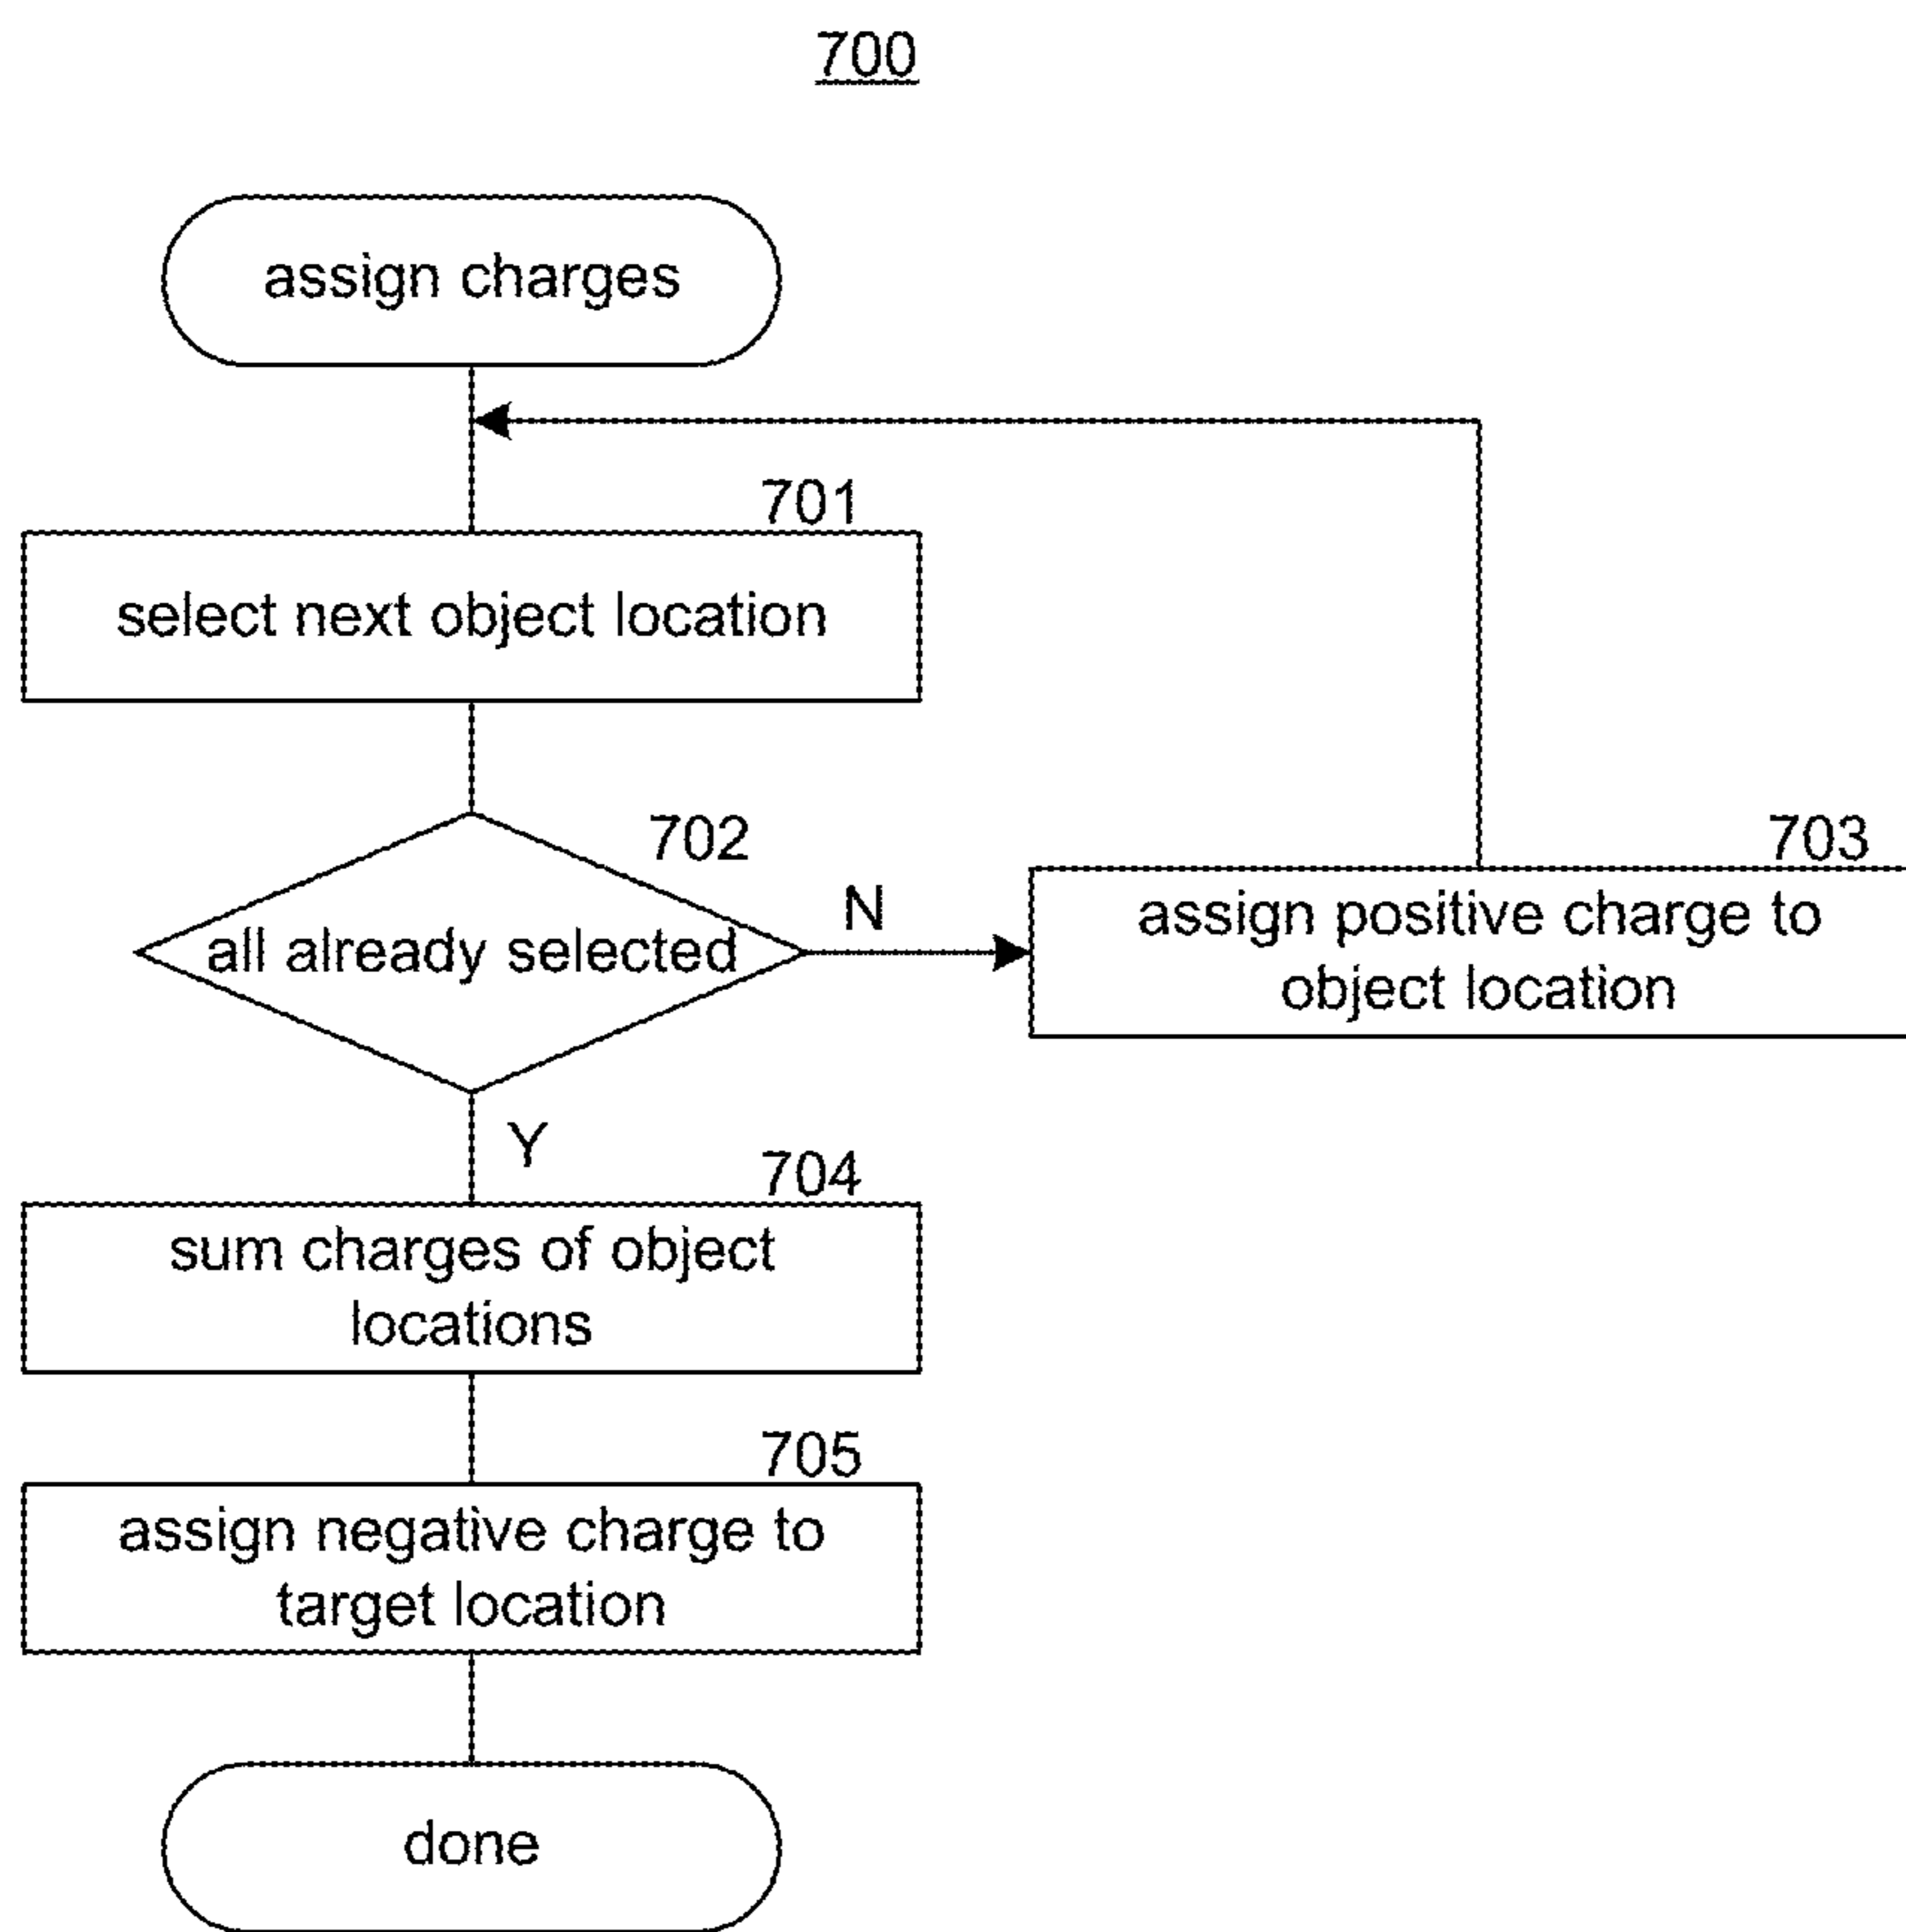 700
assign charges
701
select next object location
702
all already selected
N
703
assign positive charge to
object location
Y
704
sum charges of object
locations
705
assign negative charge to
target location
done